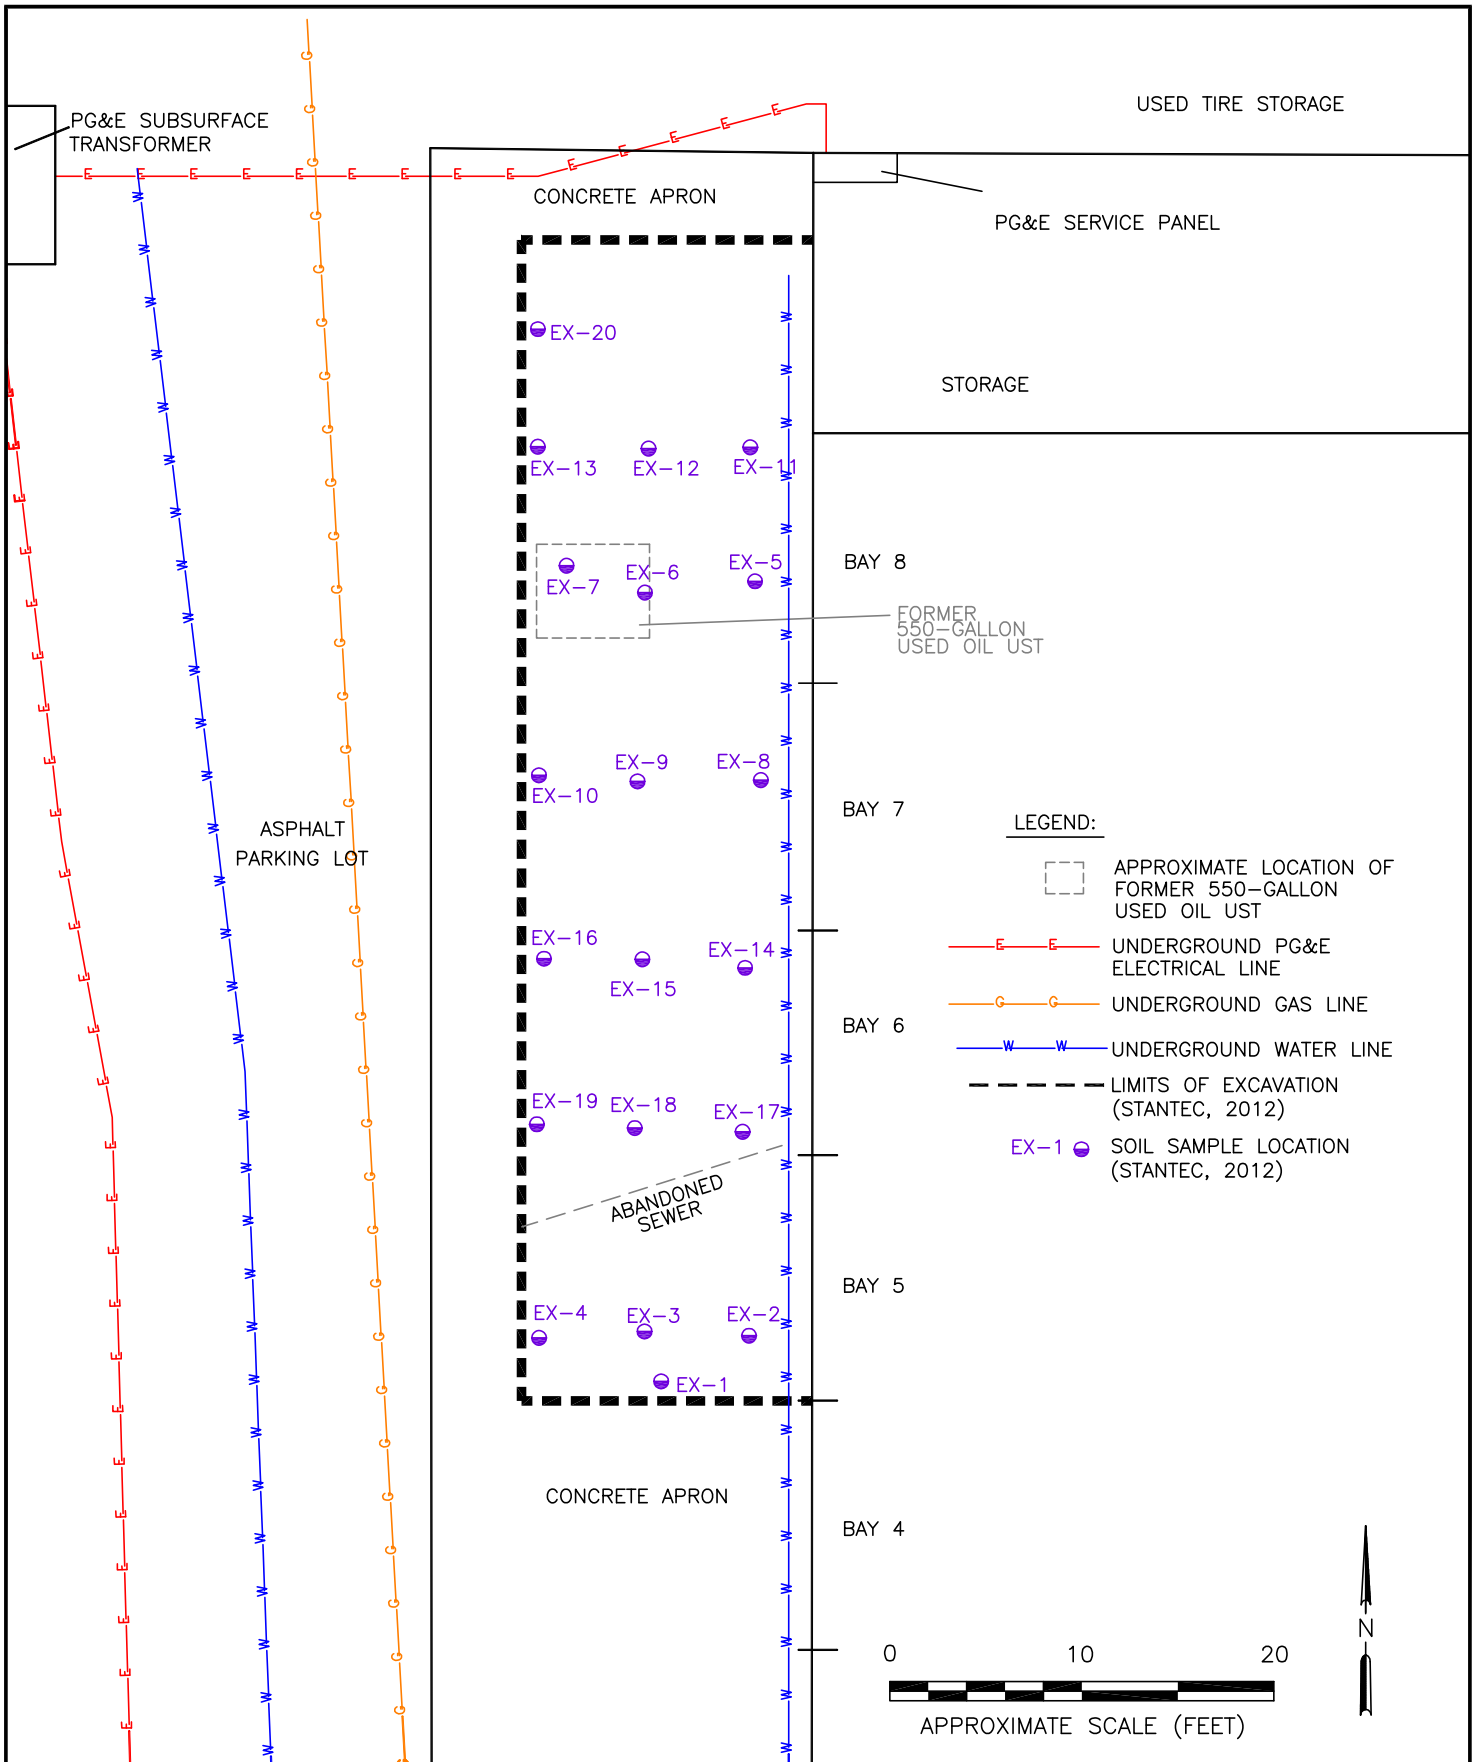 USED TIRE STORAGE
PG&E SUBSURFACE
TRANSFORMER
CONCRETE APRON
PG&E SERVICE PANEL
EX-20
STORAGE
EX-13
EX-12
EX-11
EX-7
EX-6
EX-5
BAY 8
FORMER
550-GALLON
USED OIL UST
EX-10
EX-9
EX-8
BAY 7
ASPHALT
PARKING LOT
LEGEND:
APPROXIMATE LOCATION OF
FORMER 550-GALLON
USED OIL UST
E E UNDERGROUND PG&E
ELECTRICAL LINE
G G UNDERGROUND GAS LINE
W W UNDERGROUND WATER LINE
LIMITS OF EXCAVATION
(STANTEC, 2012)
EX-1 SOIL SAMPLE LOCATION
(STANTEC, 2012)
EX-16
EX-15
EX-14
BAY 6
EX-19
EX-18
EX-17
ABANDONED
SEWER
BAY 5
EX-4
EX-3
EX-2
EX-1
CONCRETE APRON
BAY 4
N
0 10 20
APPROXIMATE SCALE (FEET)